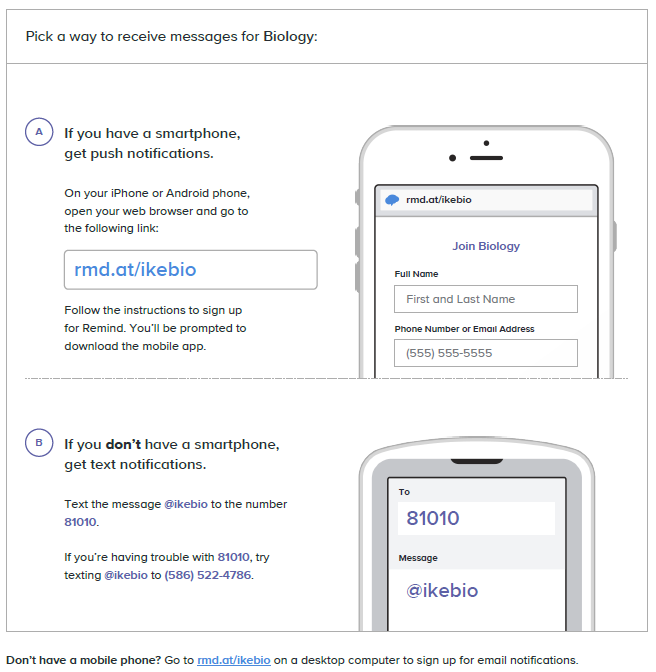 Pick a way to receive messages for Biology:
A
If you have a smartphone,
get push notifications.
On your iPhone or Android phone,
open your web browser and go to
the following link:
rmd.at/ikebio
Follow the instructions to sign up
for Remind. You’ll be prompted to
download the mobile app.
rmd.at/ikebio
Join Biology
Full Name
First and Last Name
Phone Number or Email Address
(555) 555-5555
B
If you don’t have a smartphone,
get text notifications.
Text the message @ikebio to the number
81010.
If you’re having trouble with 81010, try
texting @ikebio to (586) 522-4786.
To
81010
Message
@ikebio
Don’t have a mobile phone? Go to rmd.at/ikebio on a desktop computer to sign up for email notifications.